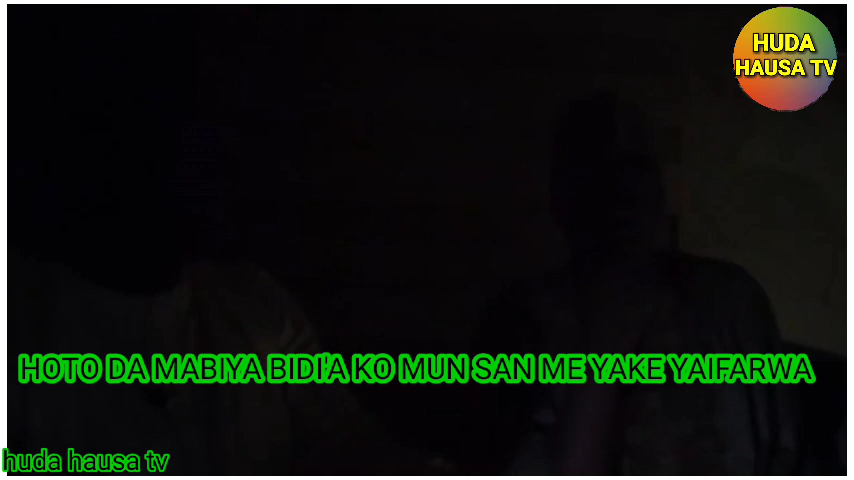 HUDA
HAUSA TV
HOTO DA MABIYA BIDI'A KO MUN SAN ME YAKE YAIFARWA
huda hausa tv